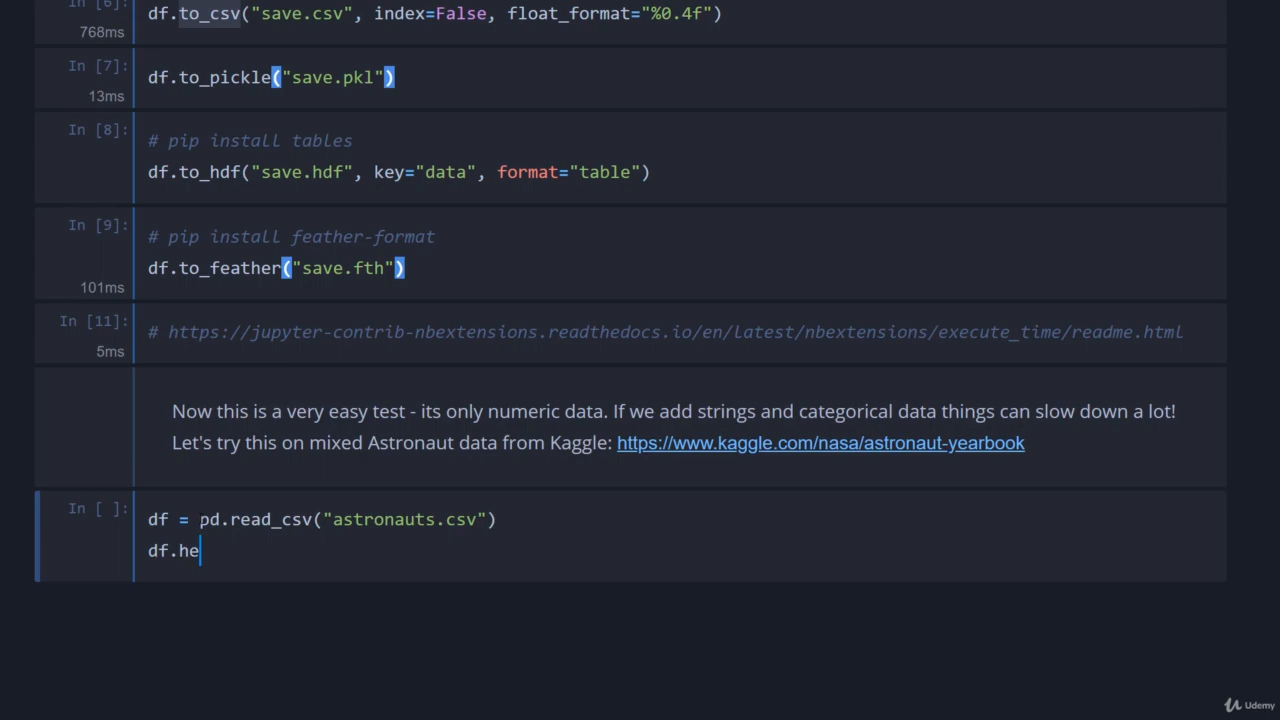 In [6]:
df.to_csv("save.csv", index=False, float_format="%0.4f")
768ms
In [7]:
df.to_pickle("save.pkl")
13ms
In [8]:
# pip install tables
df.to_hdf("save.hdf", key="data", format="table")
In [9]:
# pip install feather-format
df.to_feather("save.fth")
101ms
In [11]:
# https://jupyter-contrib-nbextensions.readthedocs.io/en/latest/nbextensions/execute_time/readme.html
5ms
Now this is a very easy test - its only numeric data. If we add strings and categorical data things can slow down a lot!
Let's try this on mixed Astronaut data from Kaggle: https://www.kaggle.com/nasa/astronaut-yearbook
In [ ]:
df = pd.read_csv("astronauts.csv")
df.he
Udemy